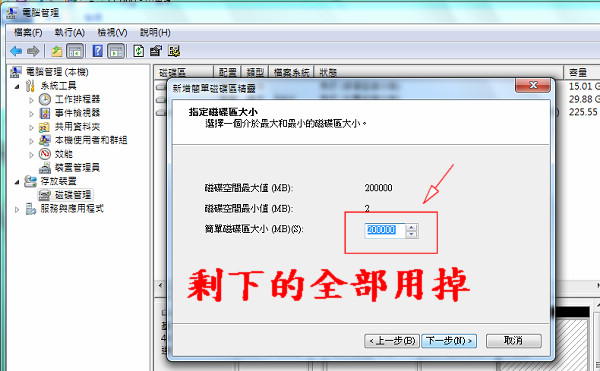 電腦管理
檔案(F) 執行(A) 檢視(V) 說明(H)
電腦管理 (本機)
系統工具
工作排程器
事件檢視器
共用資料夾
本機使用者和群組
效能
裝置管理員
存放裝置
磁碟管理
服務與應用程式
磁碟區 配置 類型 檔案系統 狀態 容量
15.01 G
29.88 G
225.55
新增簡單磁碟區精靈
指定磁碟區大小
選擇一個介於最大和最小的磁碟區大小。
磁碟空間最大值 (MB): 200000
磁碟空間最小值 (MB): 2
簡單磁碟區大小 (MB)(S): 200000
剩下的全部用掉
<上一步(B) 下一步(N)> 取消